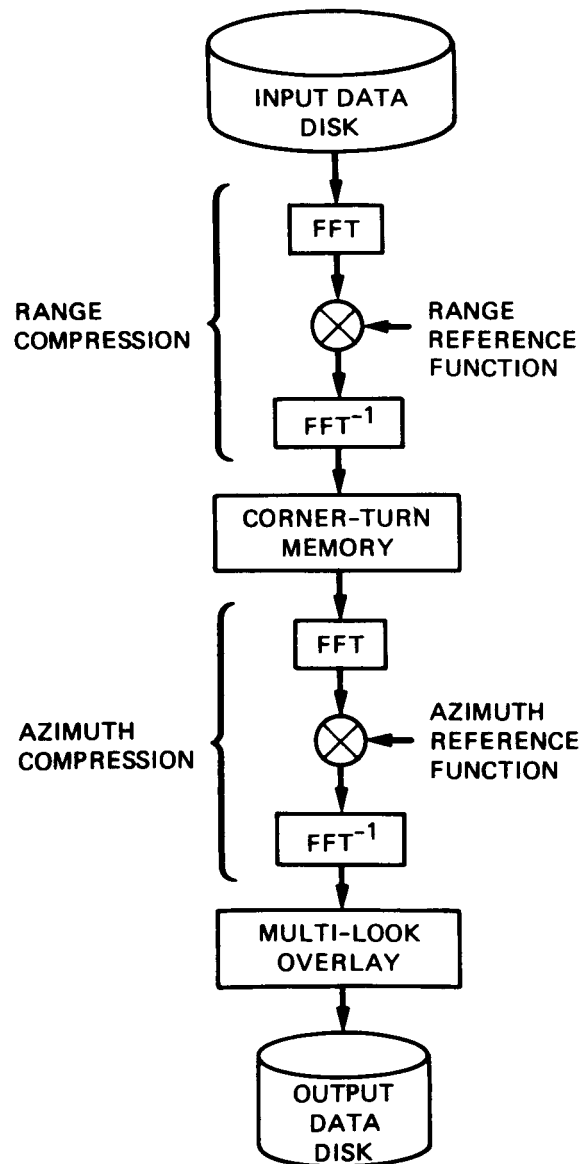 INPUT DATA
DISK
FFT
RANGE
COMPRESSION
RANGE
REFERENCE
FUNCTION
FFT⁻¹
CORNER-TURN
MEMORY
FFT
AZIMUTH
COMPRESSION
AZIMUTH
REFERENCE
FUNCTION
FFT⁻¹
MULTI-LOOK
OVERLAY
OUTPUT
DATA
DISK